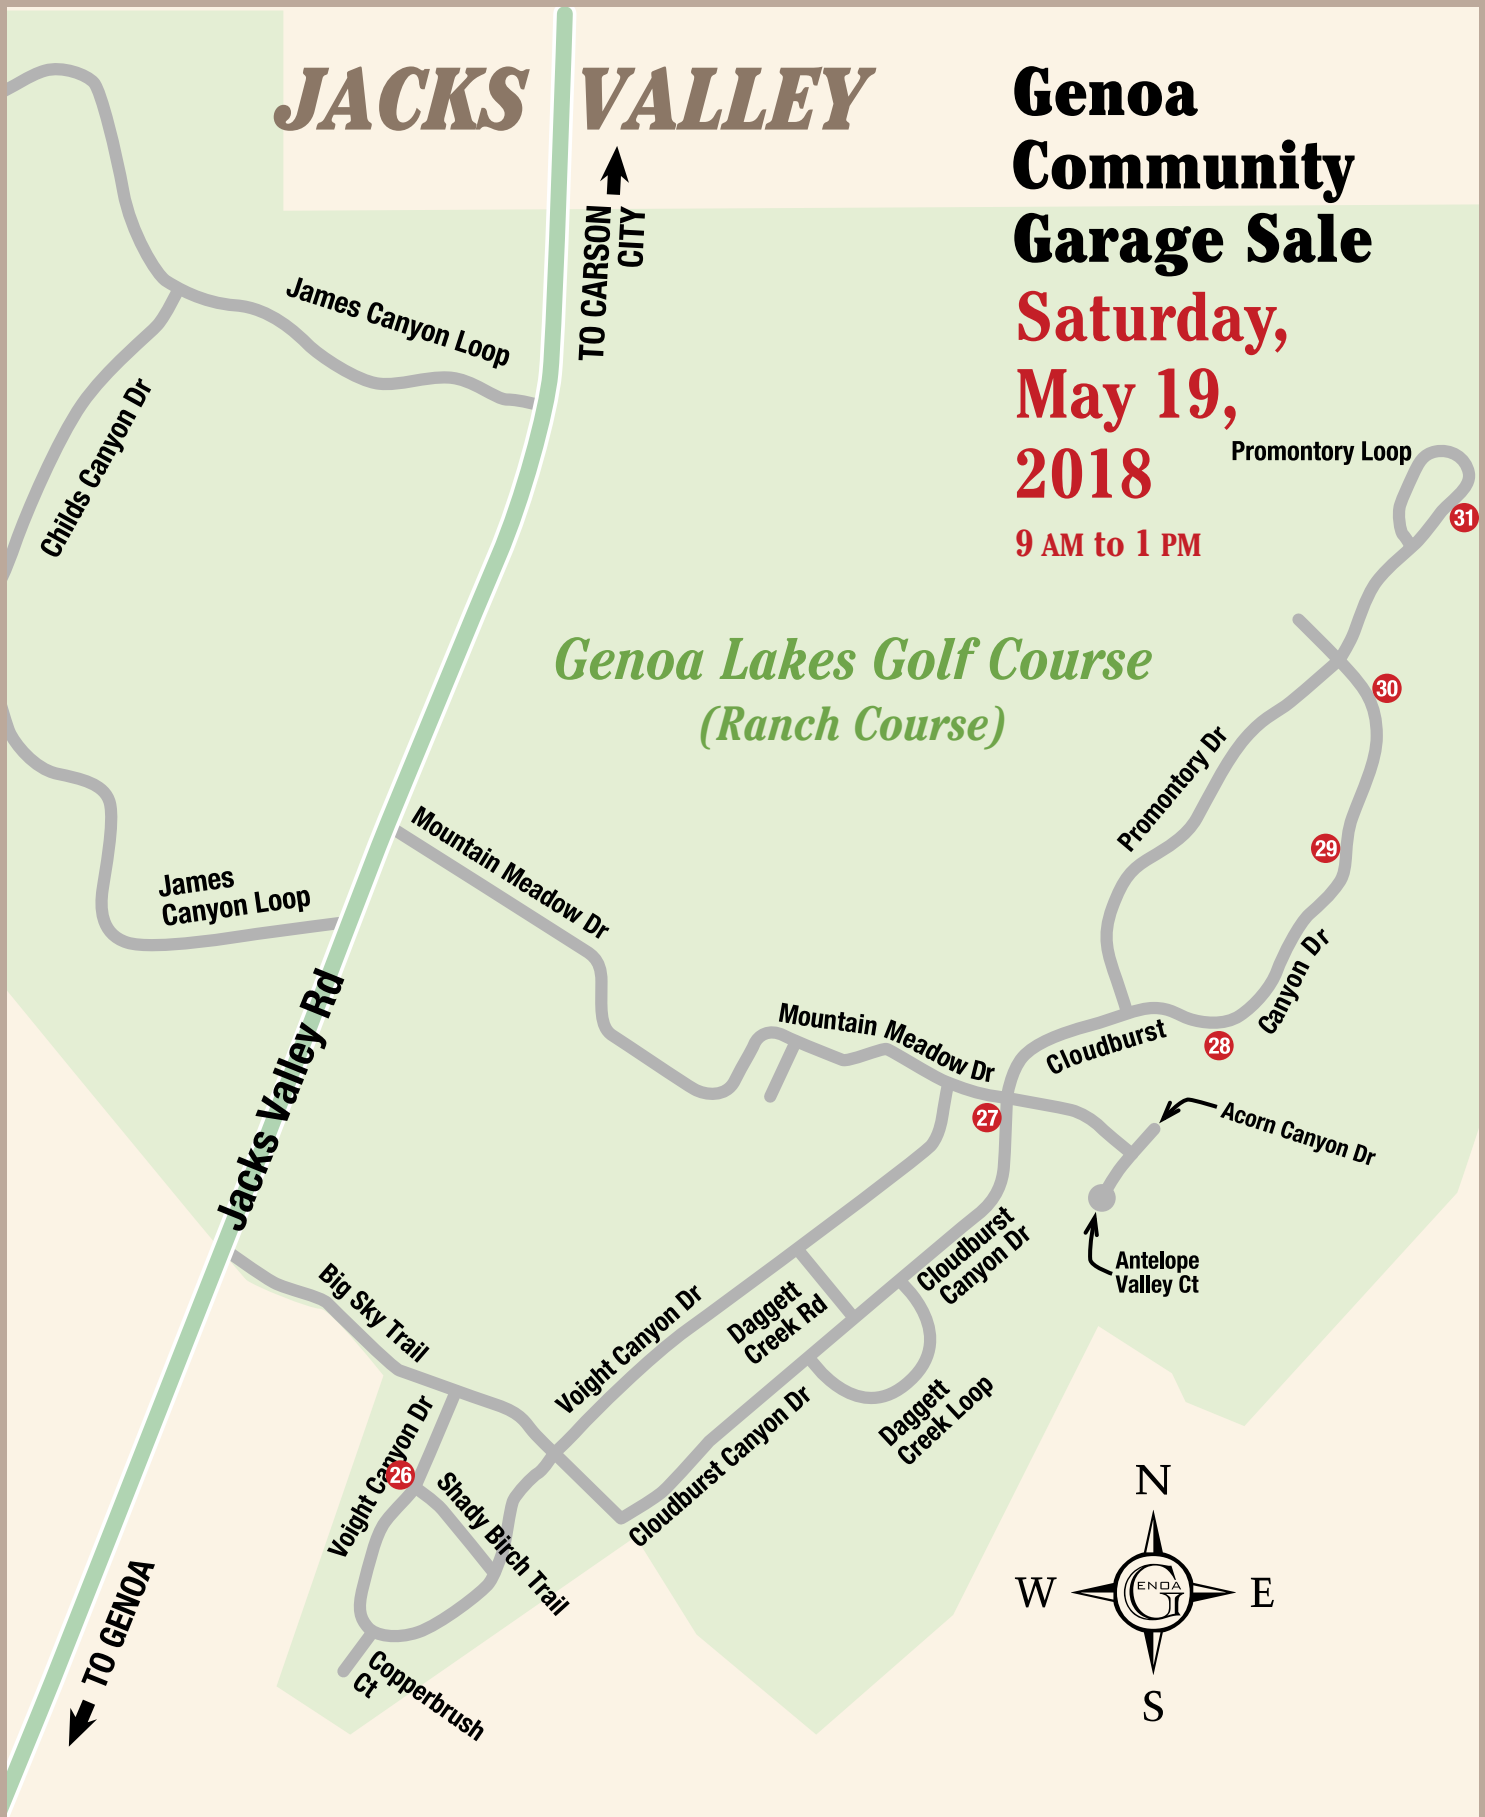 JACKS VALLEY
Genoa
Community
Garage Sale
Saturday,
May 19,
2018
9 AM to 1 PM
TO CARSON
CITY
James Canyon Loop
Childs Canyon Dr
Promontory Loop
31
Genoa Lakes Golf Course
(Ranch Course)
30
Promontory Dr
29
Mountain Meadow Dr
James
Canyon Loop
Jacks Valley Rd
Mountain Meadow Dr
Cloudburst
Canyon Dr
28
27
Acorn Canyon Dr
Antelope
Valley Ct
Cloudburst
Canyon Dr
Big Sky Trail
Voight Canyon Dr
Daggett
Creek Rd
Daggett
Creek Loop
Cloudburst Canyon Dr
Voight Canyon Dr
26
Shady Birch Trail
Copperbrush
Ct
TO GENOA
N
W
GENOA
E
S